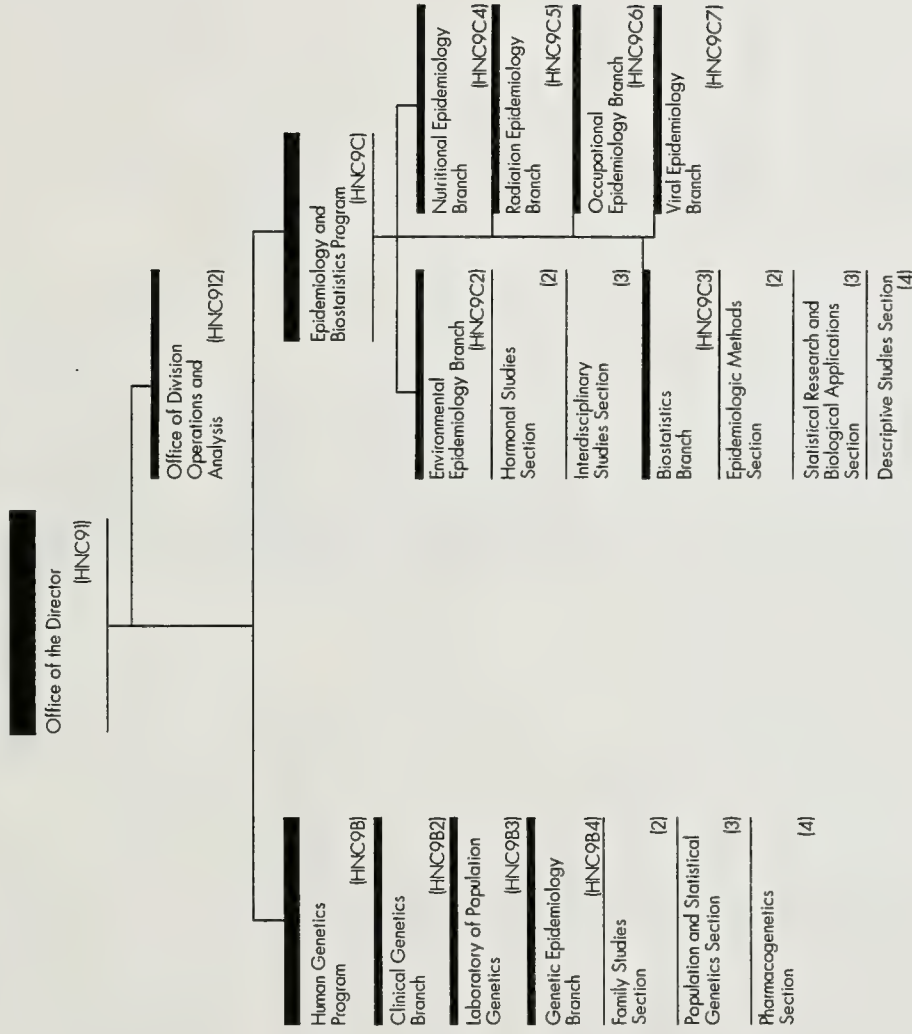 Office of the Director
(HNC91)
Office of Division
Operations and
Analysis (HNC912)
Human Genetics
Program
(HNC9B)
Clinical Genetics
Branch
(HNC9B2)
Laboratory of Population
Genetics
(HNC9B3)
Genetic Epidemiology
Branch
(HNC9B4)
Family Studies
Section
(2)
Population and Statistical
Genetics Section
(3)
Pharmacogenetics
Section
(4)
Epidemiology and
Biostatistics Program
(HNC9C)
Environmental
Epidemiology Branch
(HNC9C2)
Hormonal Studies
Section
(2)
Interdisciplinary
Studies Section
(3)
Biostatistics
Branch
(HNC9C3)
Epidemiologic Methods
Section
(2)
Statistical Research and
Biological Applications
Section
(3)
Descriptive Studies Section
(4)
Nutritional Epidemiology
Branch
(HNC9C4)
Radiation Epidemiology
Branch
(HNC9C5)
Occupational
Epidemiology Branch
(HNC9C6)
Viral Epidemiology
Branch
(HNC9C7)